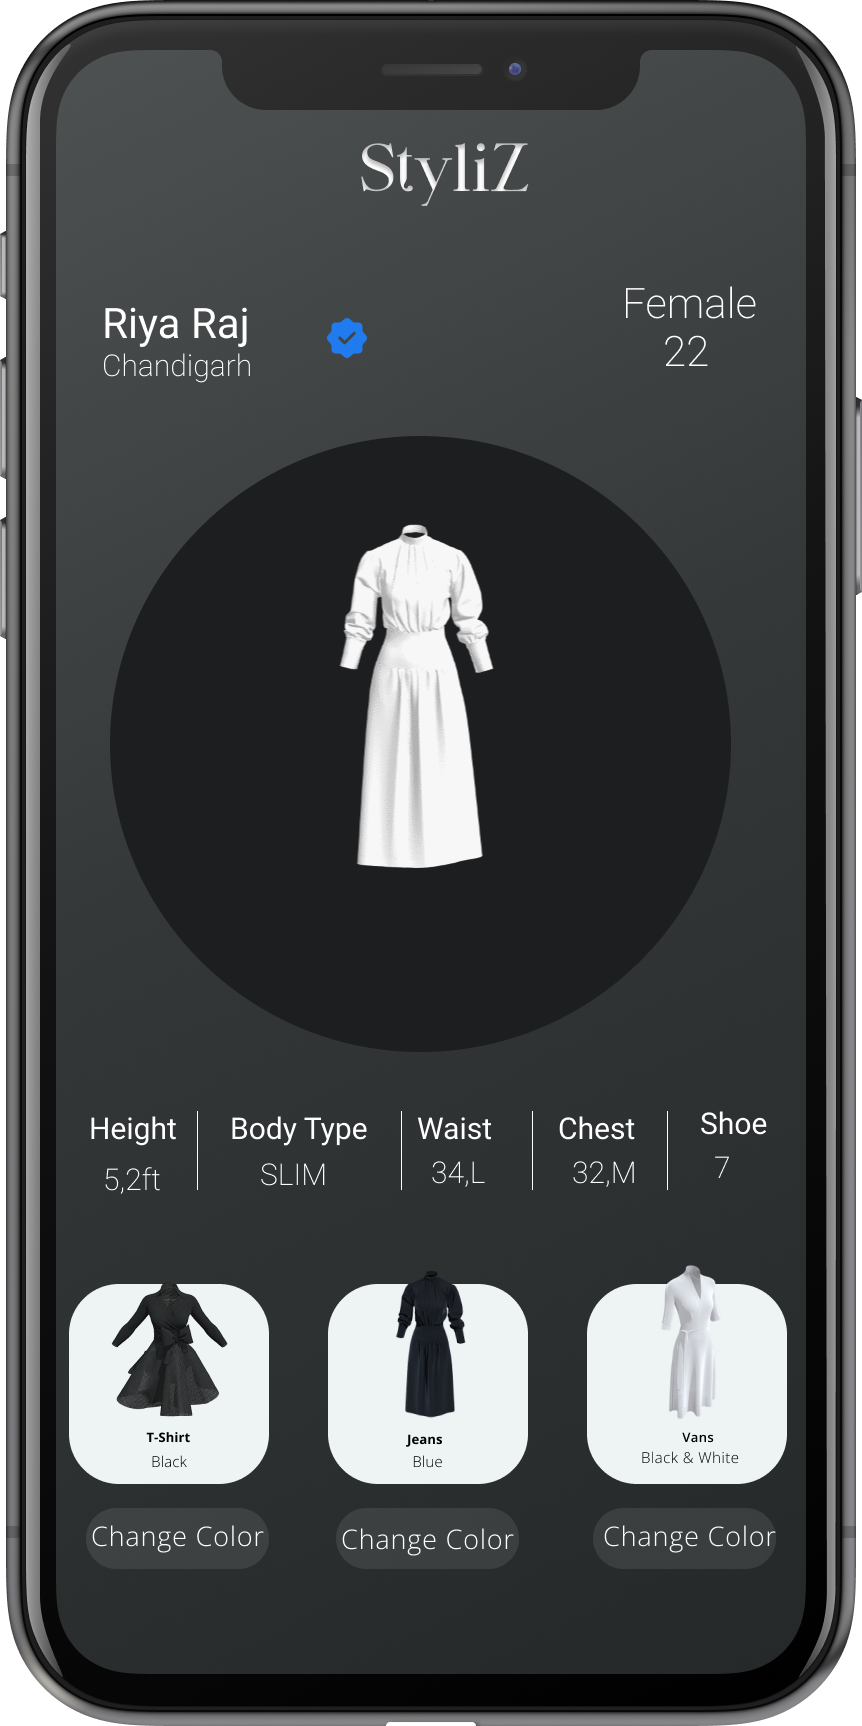 StyliZ
Riya Raj
Chandigarh
Female
22
Height
5,2ft
Body Type
SLIM
Waist
34,L
Chest
32,M
Shoe
7
T-Shirt
Black
Jeans
Blue
Vans
Black & White
Change Color
Change Color
Change Color